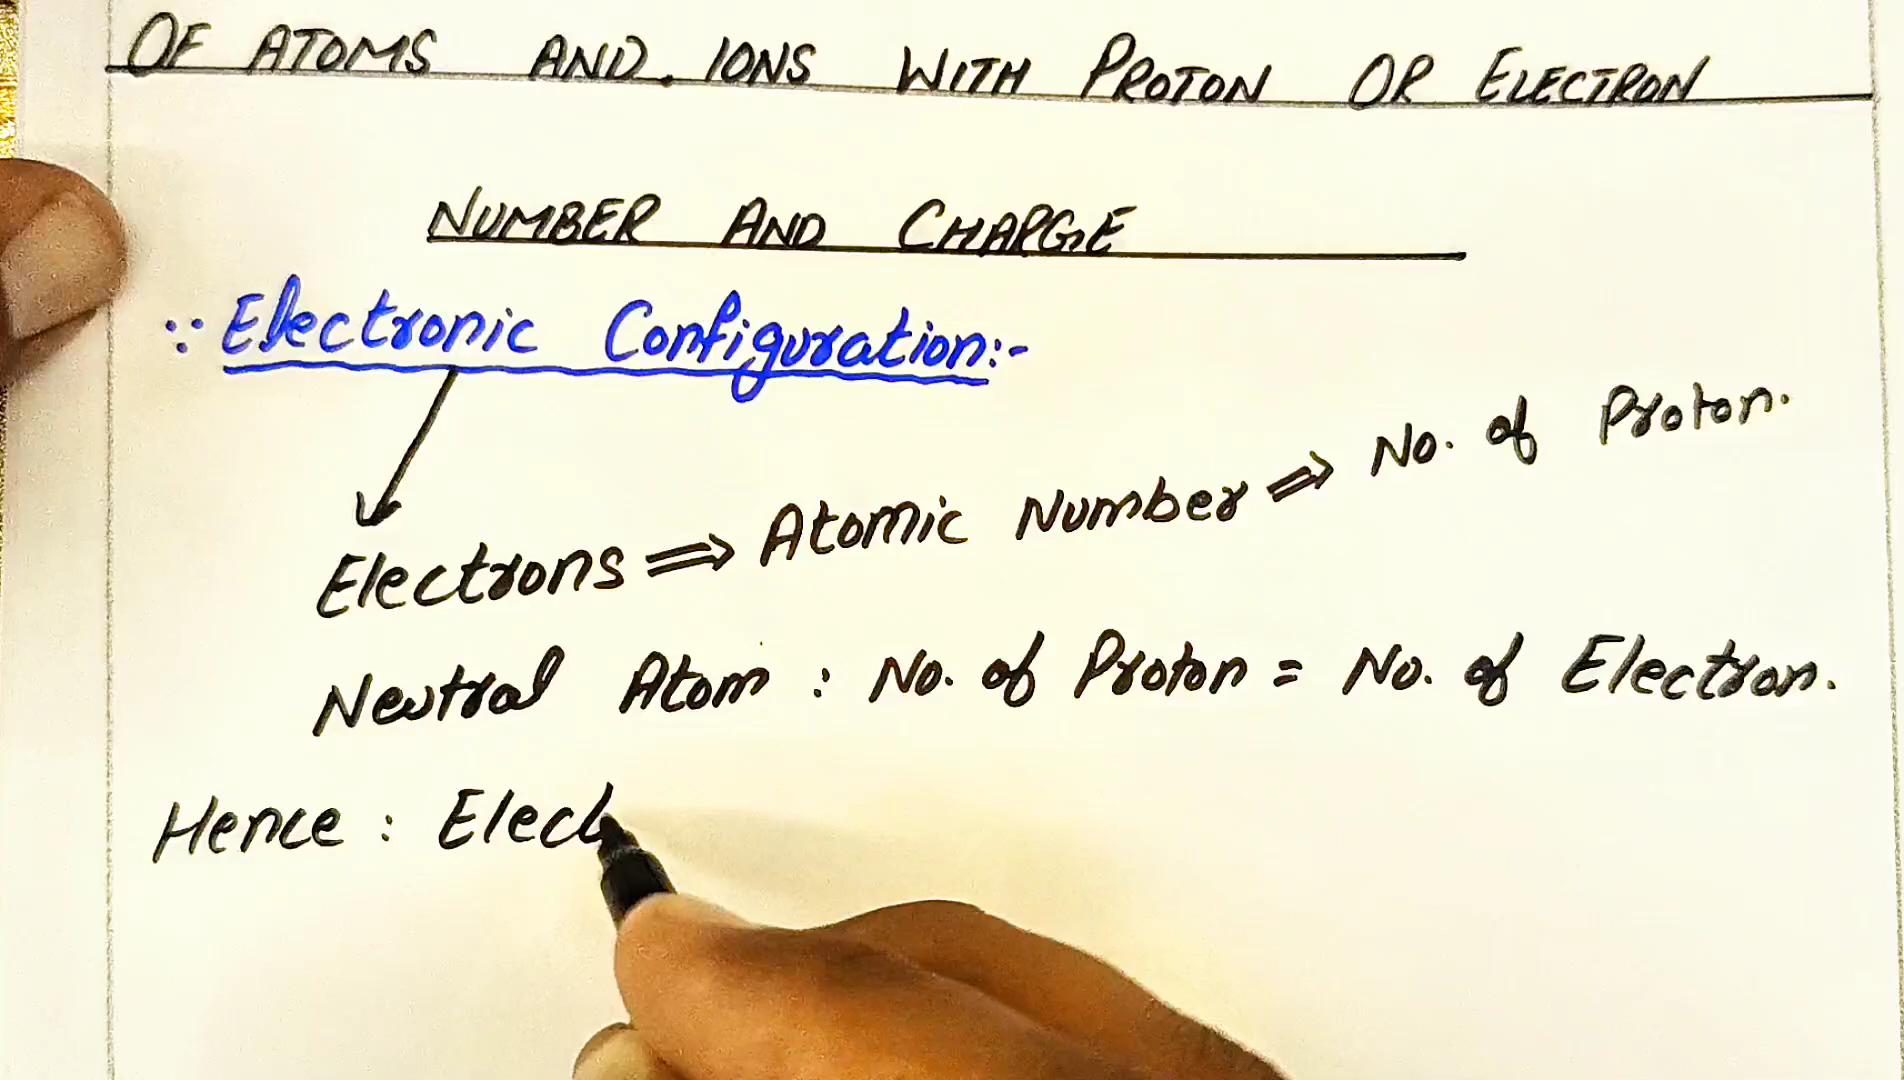 OF ATOMS AND. IONS WITH PROTON OR ELECTRON
NUMBER AND CHARGE
:: Electronic Configuration:-
Electrons ⇒ Atomic Number ⇒ No. of Proton.
Neutral Atom : No. of Proton = No. of Electron.
Hence : Elect